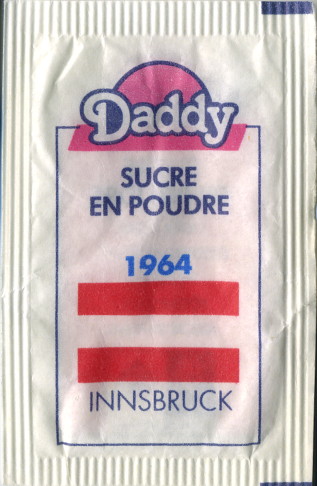 Daddy
SUCRE
EN POUDRE
1964
INNSBRUCK